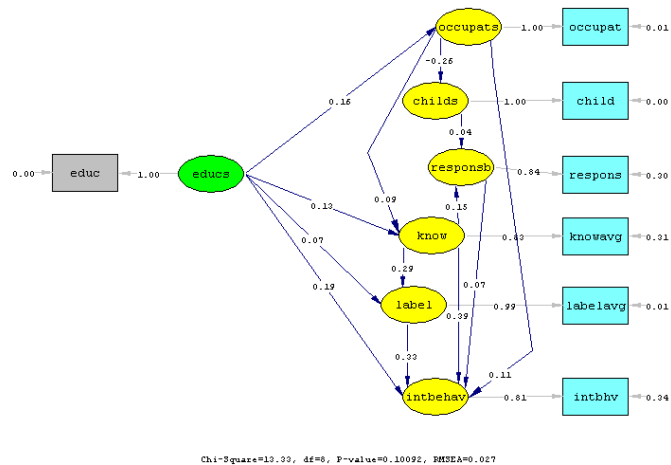 occupats 1.00 occupat 0.01
-0.26
childs 1.00 child 0.00
0.16
0.04
0.00 educ 1.00 educs responsb 0.84 respons 0.30
0.13 0.09 0.15
know 0.83 knowavg 0.31
0.07
0.29 0.07
0.19 label 0.99 labelavg 0.01
0.39
0.33
0.11
intbehav 0.81 intbhv 0.34
Chi-Square=13.33, df=8, P-value=0.10092, RMSEA=0.027